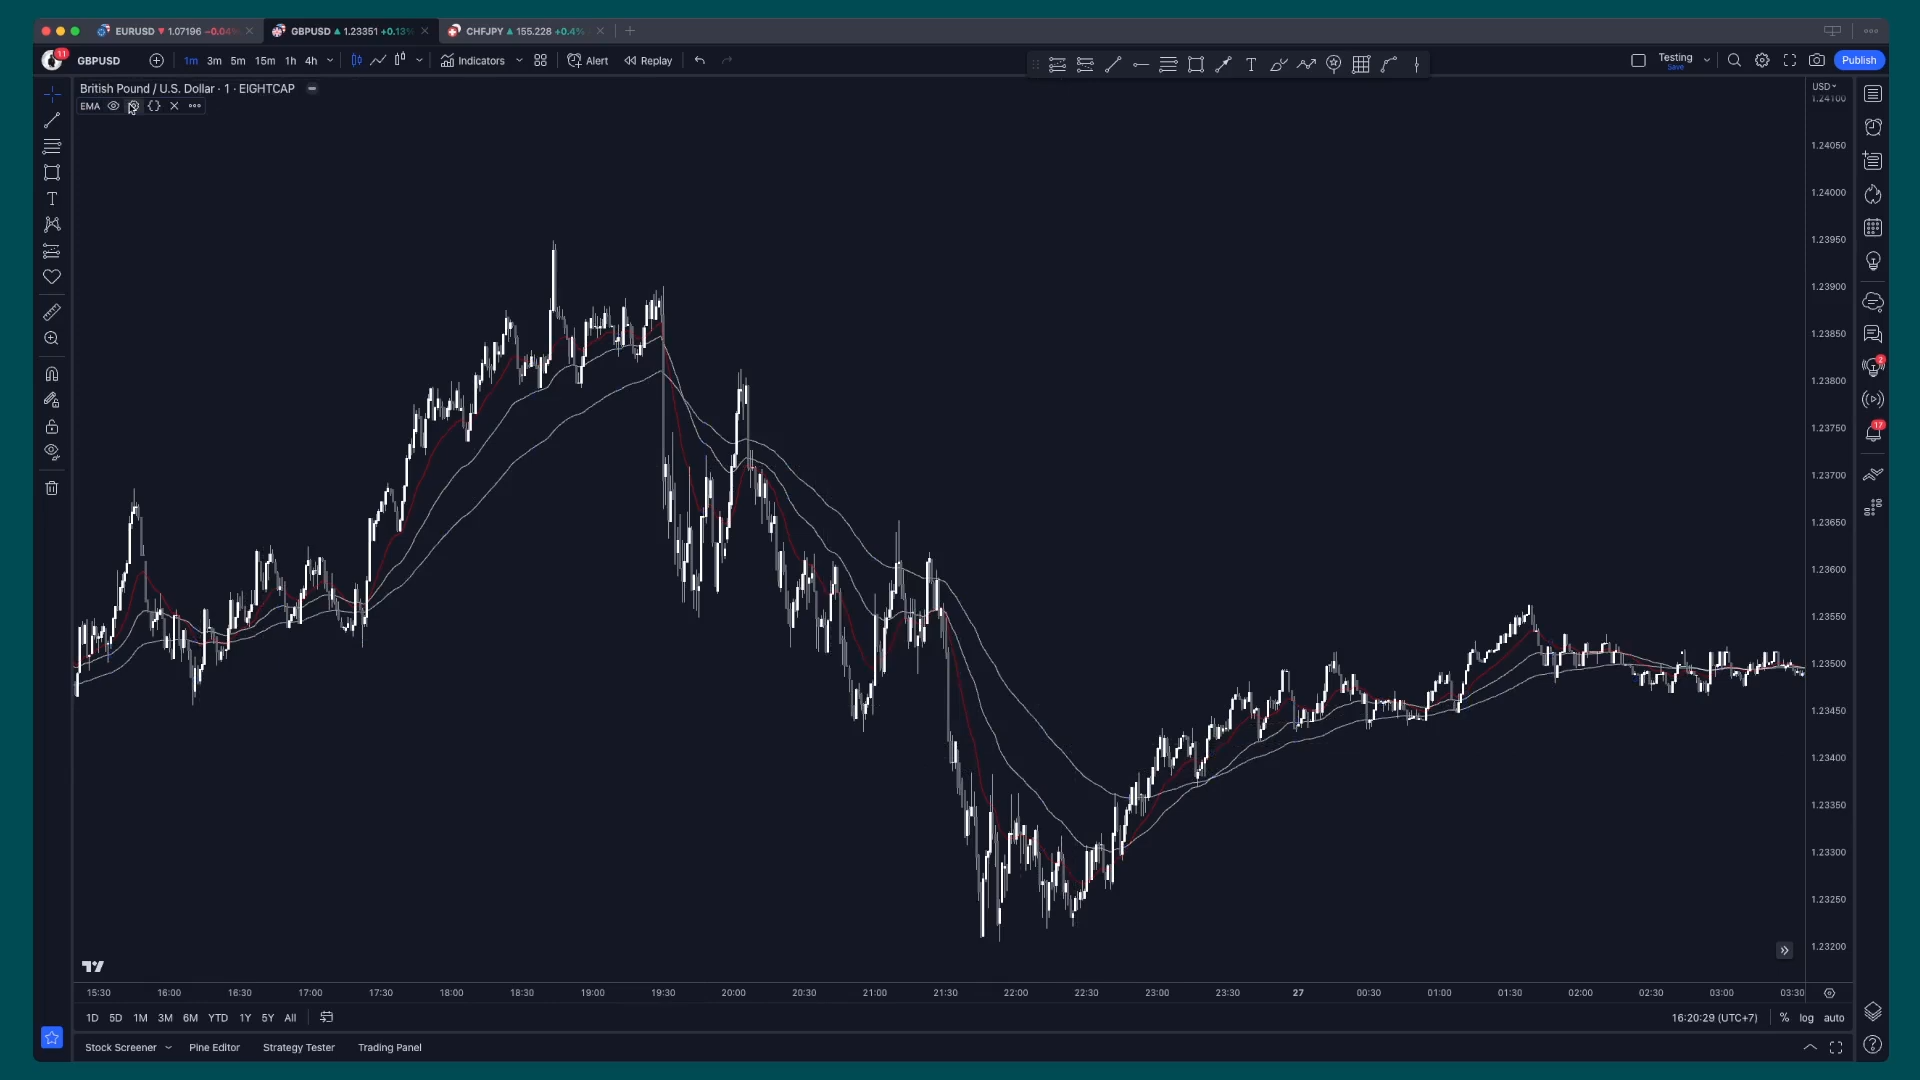 EURUSD 1.07196 −0.04%
GBPUSD 1.23351 +0.13%
CHFJPY 155.228 +0.4%
11
GBPUSD
1m 3m 5m 15m 1h 4h
Indicators
Alert
Replay
Testing
Save
Publish
British Pound / U.S. Dollar · 1 · EIGHTCAP
USD
EMA
1.24100
1.24050
1.24000
1.23950
1.23900
1.23850
1.23800
1.23750
1.23700
1.23650
1.23600
1.23550
1.23500
1.23450
1.23400
1.23350
1.23300
1.23250
1.23200
2
17
15:30 16:00 16:30 17:00 17:30 18:00 18:30 19:00 19:30 20:00 20:30 21:00 21:30 22:00 22:30 23:00 23:30 27 00:30 01:00 01:30 02:00 02:30 03:00 03:30
1D 5D 1M 3M 6M YTD 1Y 5Y All
16:20:29 (UTC+7) % log auto
Stock Screener Pine Editor Strategy Tester Trading Panel